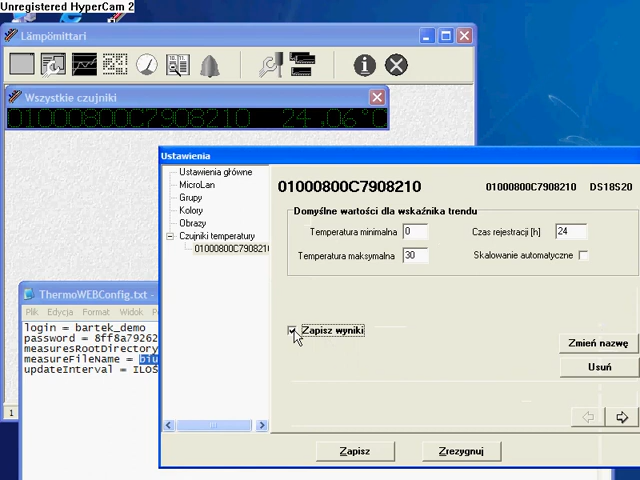 Unregistered HyperCam 2
Lämpömittari
Wszystkie czujniki
01000800C7908210 24,06°C
Ustawienia
Ustawienia główne
MicroLan
Grupy
Kolory
Obrazy
Czujniki temperatury
01000800C7908210
01000800C7908210 01000800C7908210 DS18S20
Domyślne wartości dla wskaźnika trendu
Temperatura minimalna 0 Czas rejestracji [h] 24
Temperatura maksymalna 30 Skalowanie automatyczne
Zapisz wyniki
Zmień nazwę
Usuń
Zapisz Zrezygnuj
ThermoWEBConfig.txt -
Plik Edycja Format Widok
login = bartek_demo
password = 8ff8a79262
measuresRootDirectory
measureFileName = biu
updateInterval = ILOŚ
1